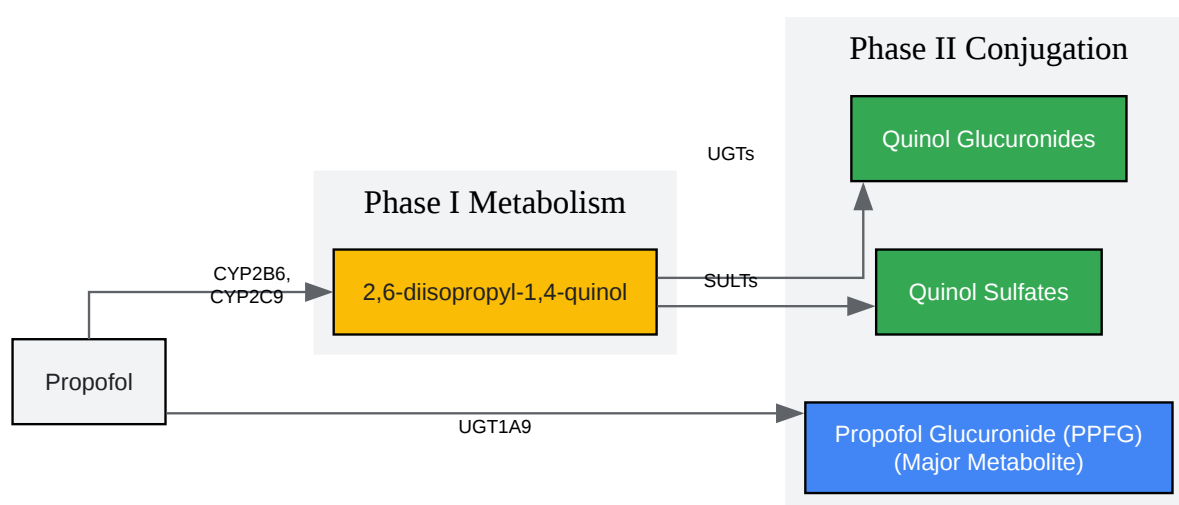 Phase II Conjugation
Quinol Glucuronides
UGTs
Phase I Metabolism
CYP2B6,
CYP2C9
2,6-diisopropyl-1,4-quinol
SULTs
Quinol Sulfates
Propofol
UGT1A9
Propofol Glucuronide (PPFG)
(Major Metabolite)